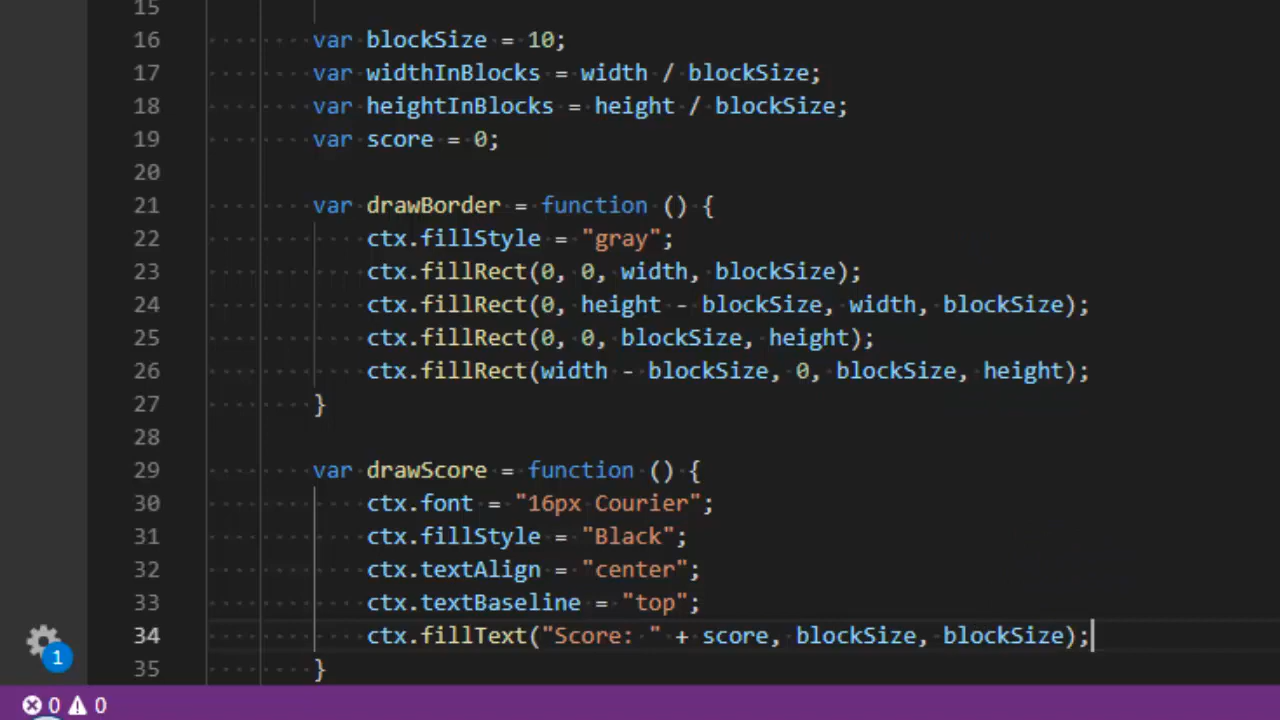 15
16 var blockSize = 10;
17 var widthInBlocks = width / blockSize;
18 var heightInBlocks = height / blockSize;
19 var score = 0;
20
21 var drawBorder = function () {
22 ctx.fillStyle = "gray";
23 ctx.fillRect(0, 0, width, blockSize);
24 ctx.fillRect(0, height - blockSize, width, blockSize);
25 ctx.fillRect(0, 0, blockSize, height);
26 ctx.fillRect(width - blockSize, 0, blockSize, height);
27 }
28
29 var drawScore = function () {
30 ctx.font = "16px Courier";
31 ctx.fillStyle = "Black";
32 ctx.textAlign = "center";
33 ctx.textBaseline = "top";
34 ctx.fillText("Score: " + score, blockSize, blockSize);
35 }
1
0 0